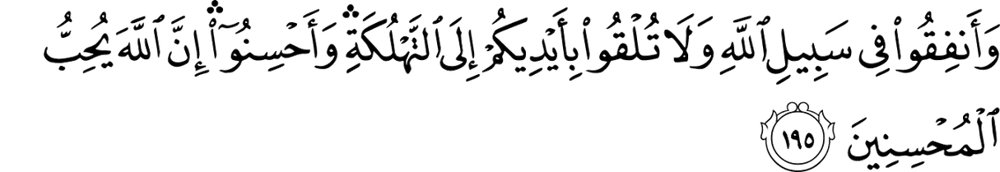 وَأَنفِقُوا۟ فِى سَبِيلِ ٱللَّهِ وَلَا تُلْقُوا۟ بِأَيْدِيكُمْ إِلَى ٱلتَّهْلُكَةِ ۛ وَأَحْسِنُوٓا۟ ۛ إِنَّ ٱللَّهَ يُحِبُّ
ٱلْمُحْسِنِينَ ١٩٥